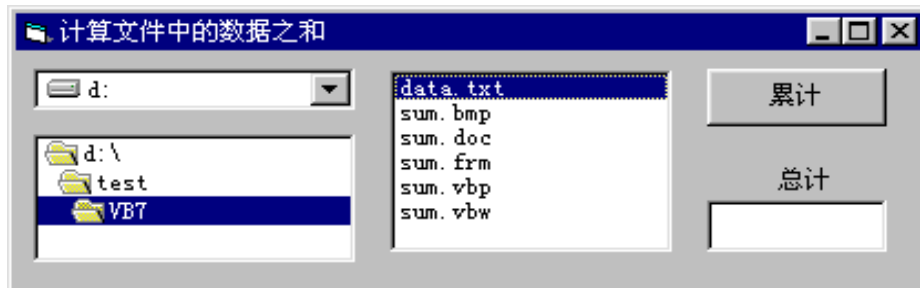 计算文件中的数据之和
d:
d:\
test
VB7
data.txt
sum.bmp
sum.doc
sum.frm
sum.vbp
sum.vbw
累计
总计